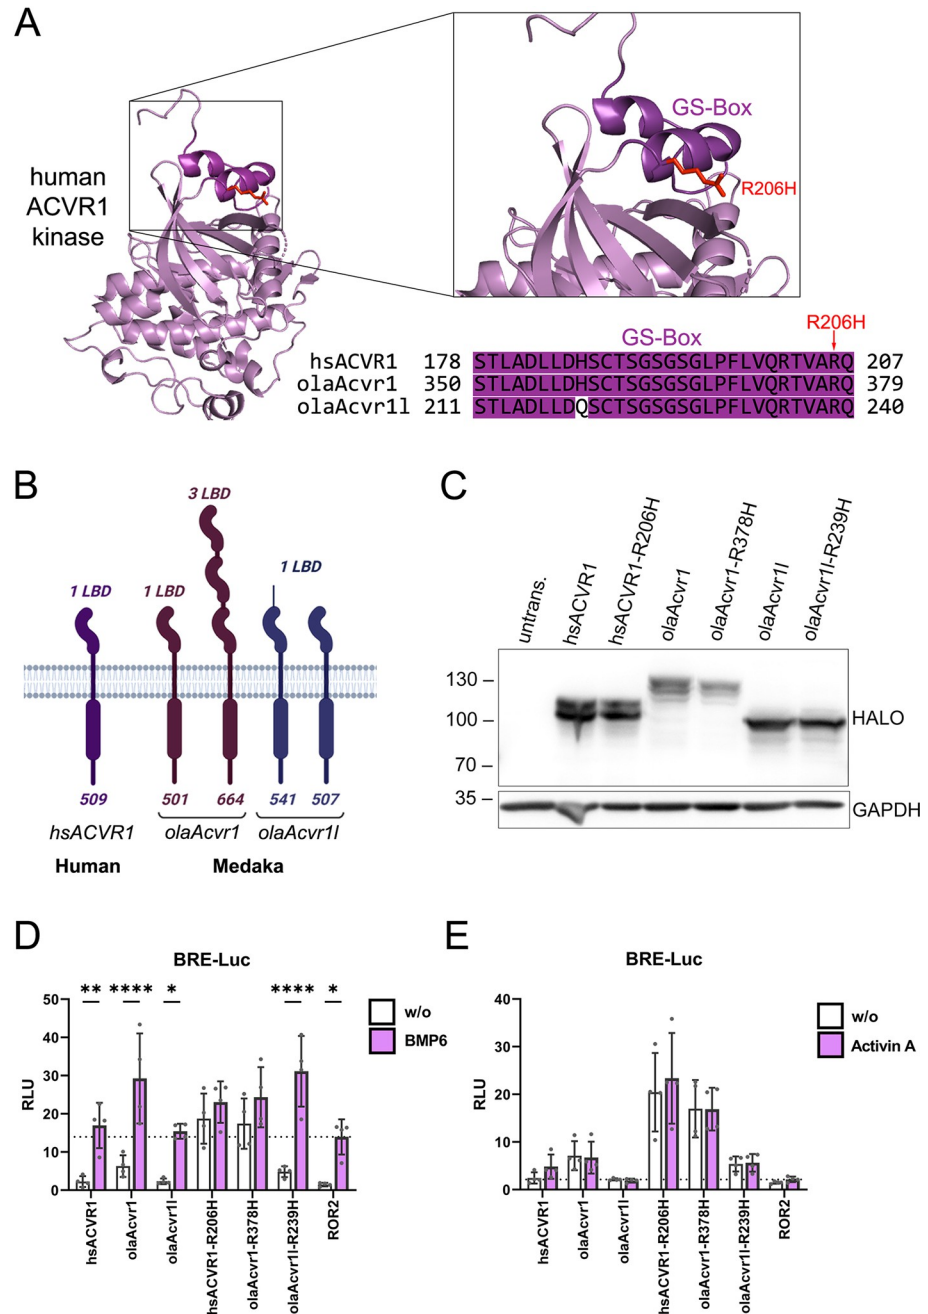 A
human
ACVR1
kinase
GS-Box
R206H
R206H
GS-Box
hsACVR1 178 STLADLLDHSCTSGSGSGLPFLVQRTVARQ 207
olaAcvr1 350 STLADLLDHSCTSGSGSGLPFLVQRTVARQ 379
olaAcvr1l 211 STLADLLDQSCTSGSGSGLPFLVQRTVARQ 240
B
3 LBD
1 LBD
1 LBD
1 LBD
509
501
664
541
507
hsACVR1
olaAcvr1
olaAcvr1l
Human
Medaka
C
untrans.
hsACVR1
hsACVR1-R206H
olaAcvr1
olaAcvr1-R378H
olaAcvr1l
olaAcvr1l-R239H
130
100
70
35
HALO
GAPDH
D
BRE-Luc
** **** * **** *
w/o
BMP6
RLU
50
40
30
20
10
0
hsACVR1
olaAcvr1
olaAcvr1l
hsACVR1-R206H
olaAcvr1-R378H
olaAcvr1l-R239H
ROR2
E
BRE-Luc
w/o
Activin A
RLU
40
30
20
10
0
hsACVR1
olaAcvr1
olaAcvr1l
hsACVR1-R206H
olaAcvr1-R378H
olaAcvr1l-R239H
ROR2